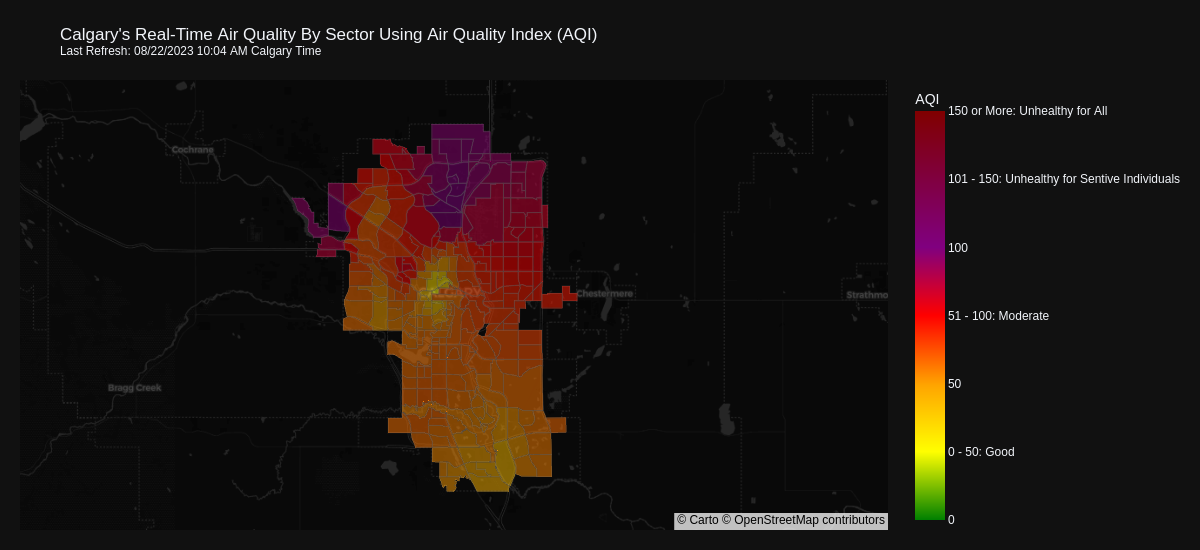 Calgary's Real-Time Air Quality By Sector Using Air Quality Index (AQI)
Last Refresh: 08/22/2023 10:04 AM Calgary Time
AQI
150 or More: Unhealthy for All
Cochrane
101 - 150: Unhealthy for Sentive Individuals
100
CALGARY
Chestermere
Strathmo
51 - 100: Moderate
Bragg Creek
50
0 - 50: Good
© Carto © OpenStreetMap contributors
0